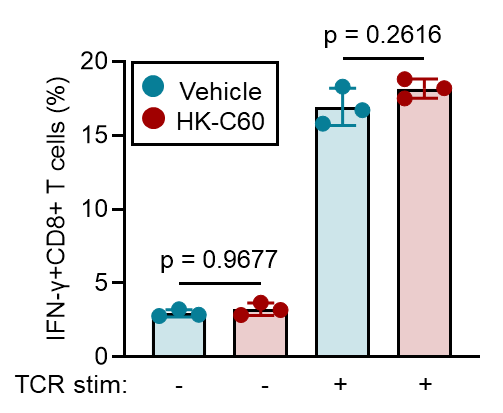 p = 0.2616
20
Vehicle
HK-C60
15
IFN-γ+CD8+ T cells (%)
10
p = 0.9677
5
0
TCR stim: - - + +